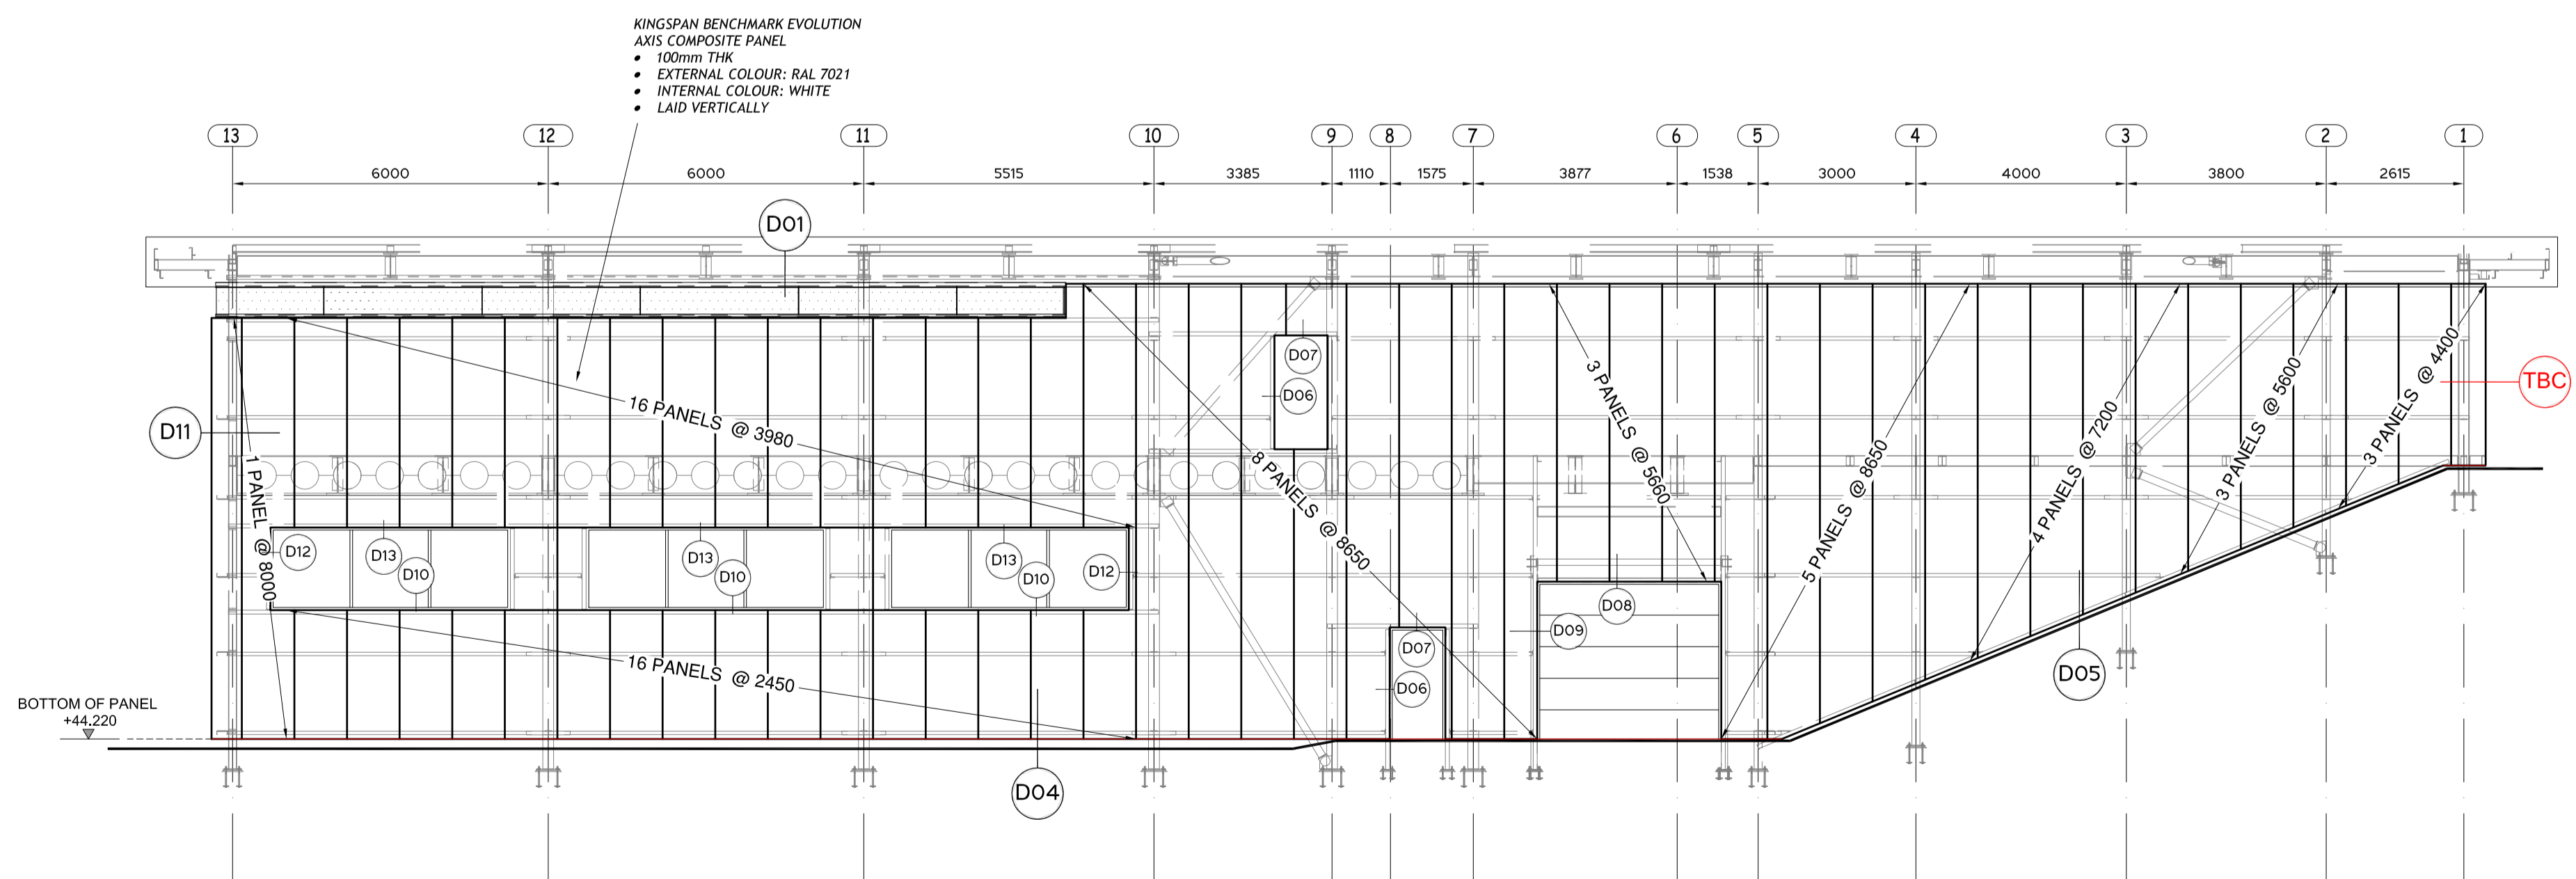 KINGSPAN BENCHMARK EVOLUTION
AXIS COMPOSITE PANEL
• 100mm THK
• EXTERNAL COLOUR: RAL 7021
• INTERNAL COLOUR: WHITE
• LAID VERTICALLY
13 12 11 10 9 8 7 6 5 4 3 2 1
6000 6000 5515 3385 1110 1575 3877 1538 3000 4000 3800 2615
D01
D07
D06
TBC
D11
16 PANELS @ 3980
1 PANEL @ 8000
8 PANELS @ 8650
3 PANELS @ 5660
5 PANELS @ 8650
4 PANELS @ 7200
3 PANELS @ 5600
3 PANELS @ 4400
D12
D13
D10
D13
D10
D13
D10
D12
D08
D09
D07
D06
16 PANELS @ 2450
D05
D04
BOTTOM OF PANEL
+44.220